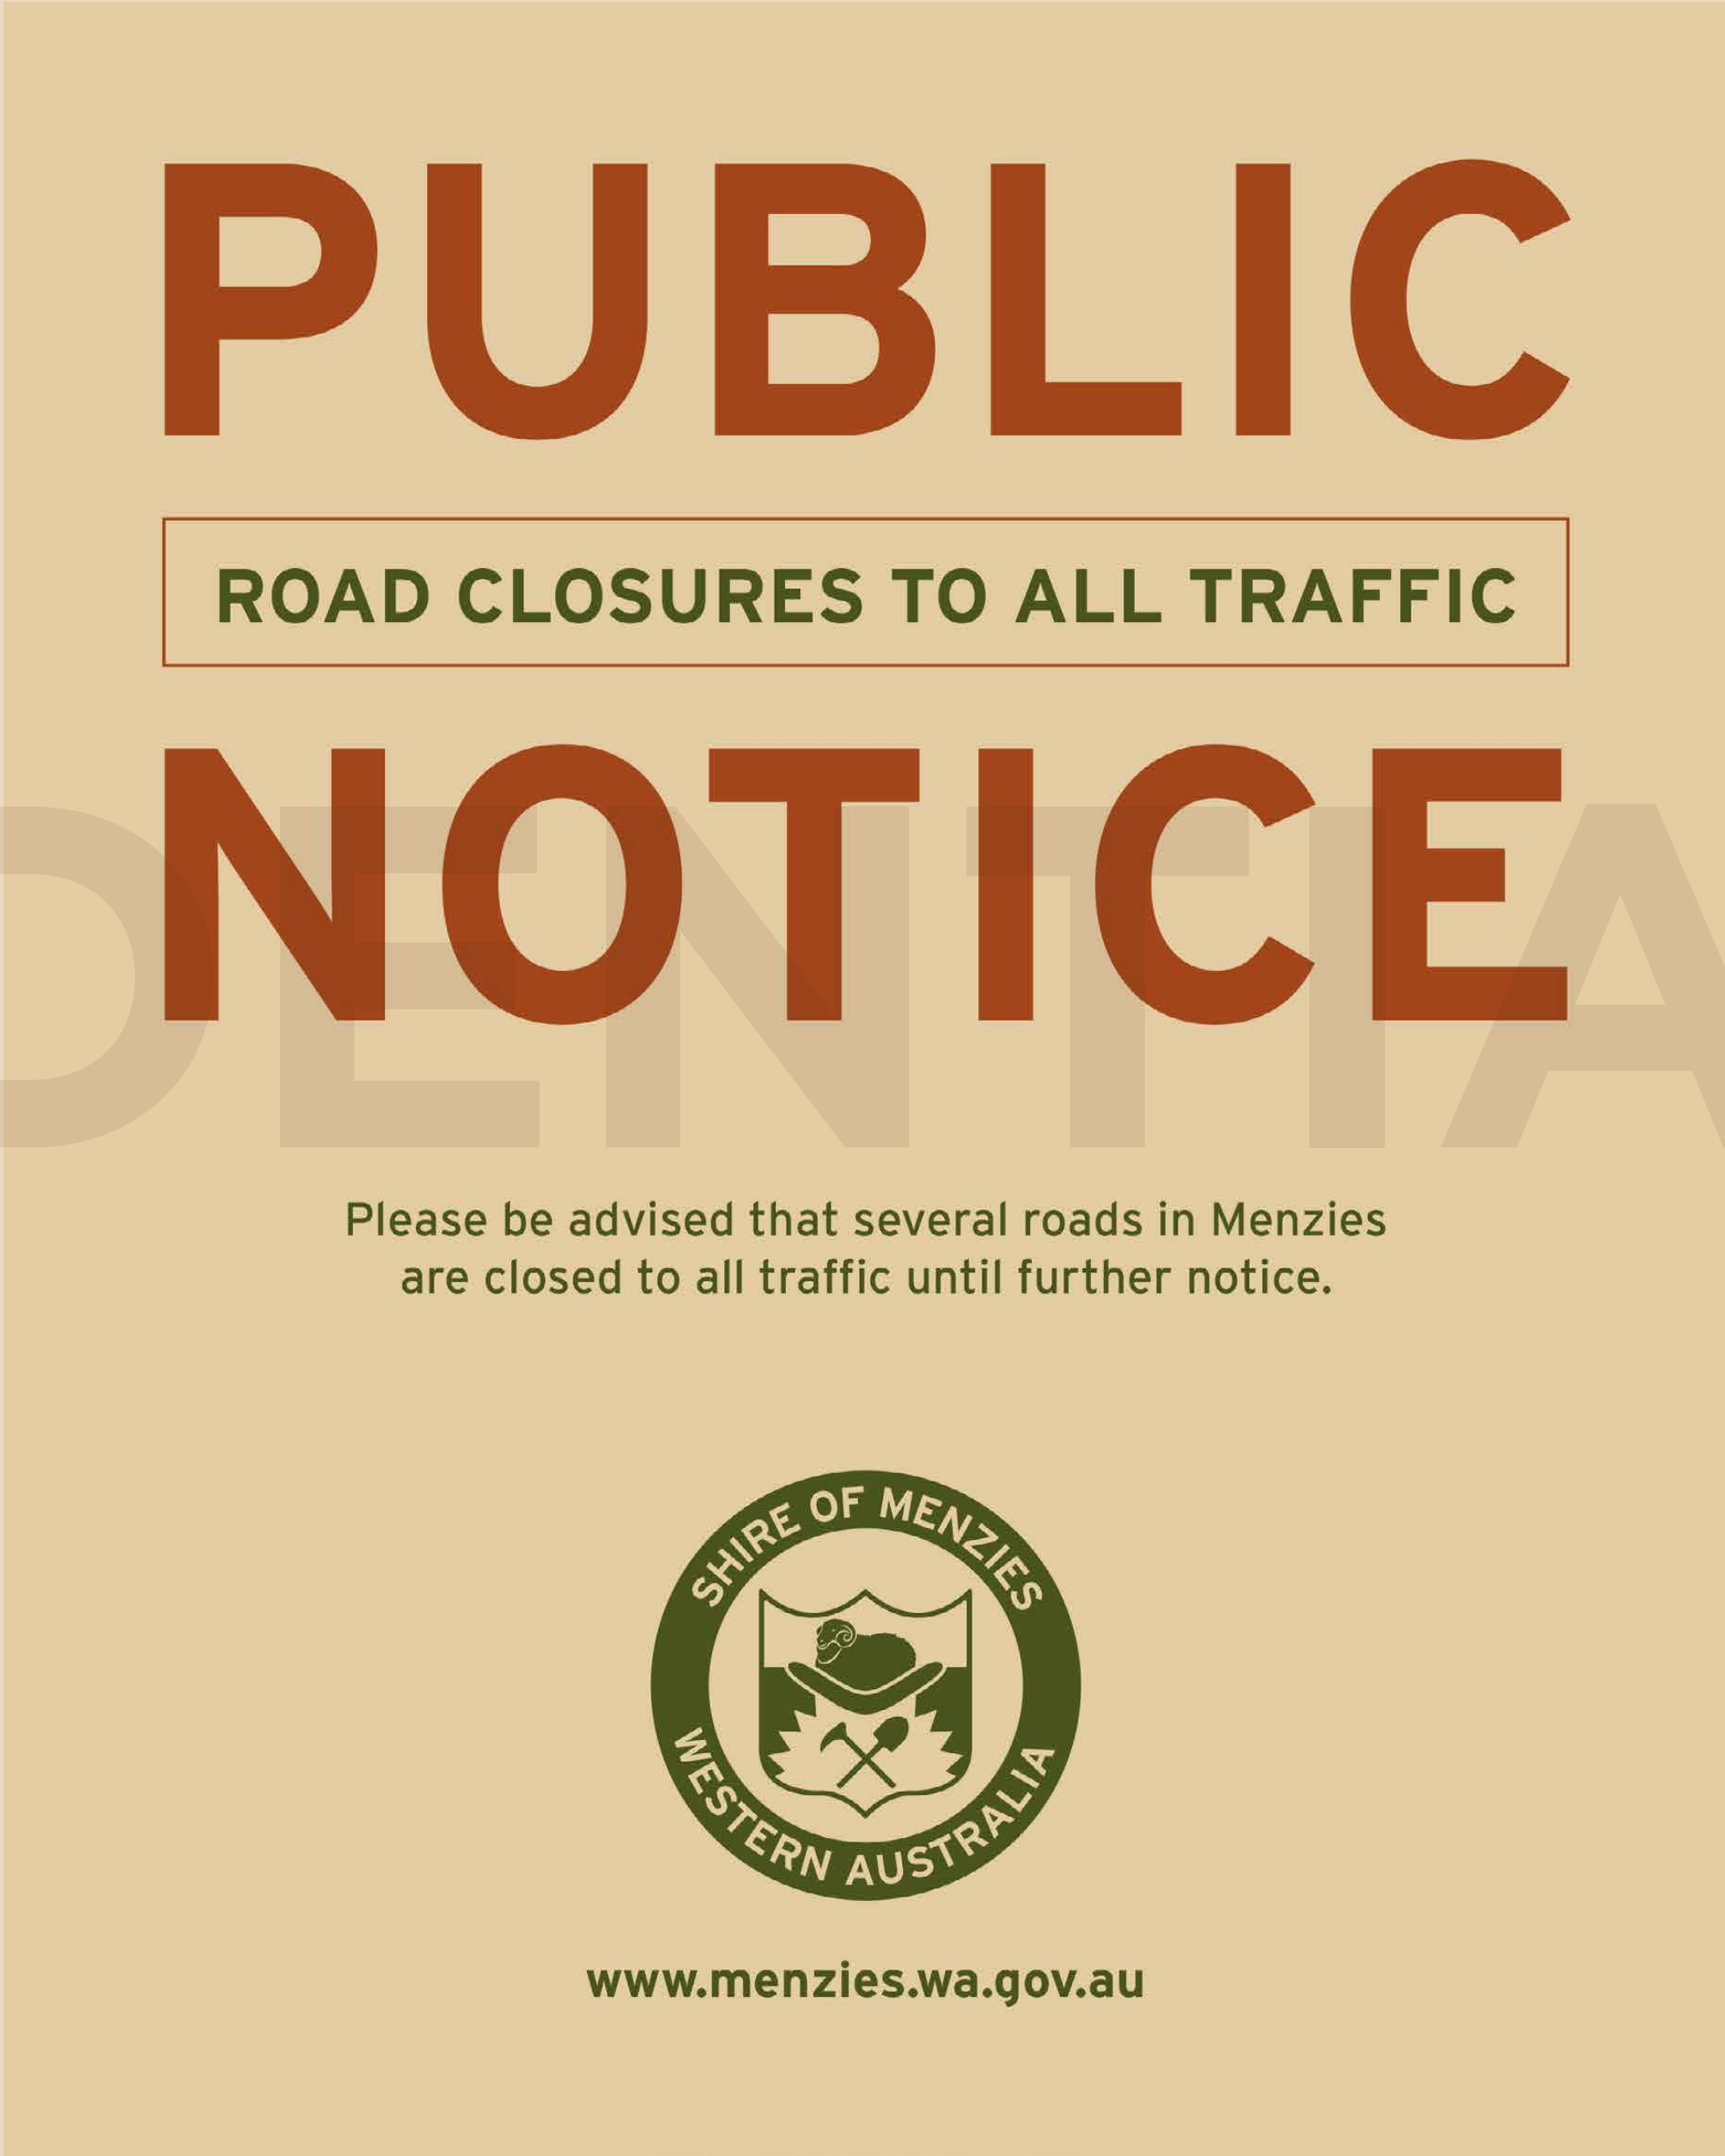 PUBLIC
ROAD CLOSURES TO ALL TRAFFIC
NOTICE
DENTIA
Please be advised that several roads in Menzies
are closed to all traffic until further notice.
SHIRE OF MENZIES
WESTERN AUSTRALIA
www.menzies.wa.gov.au